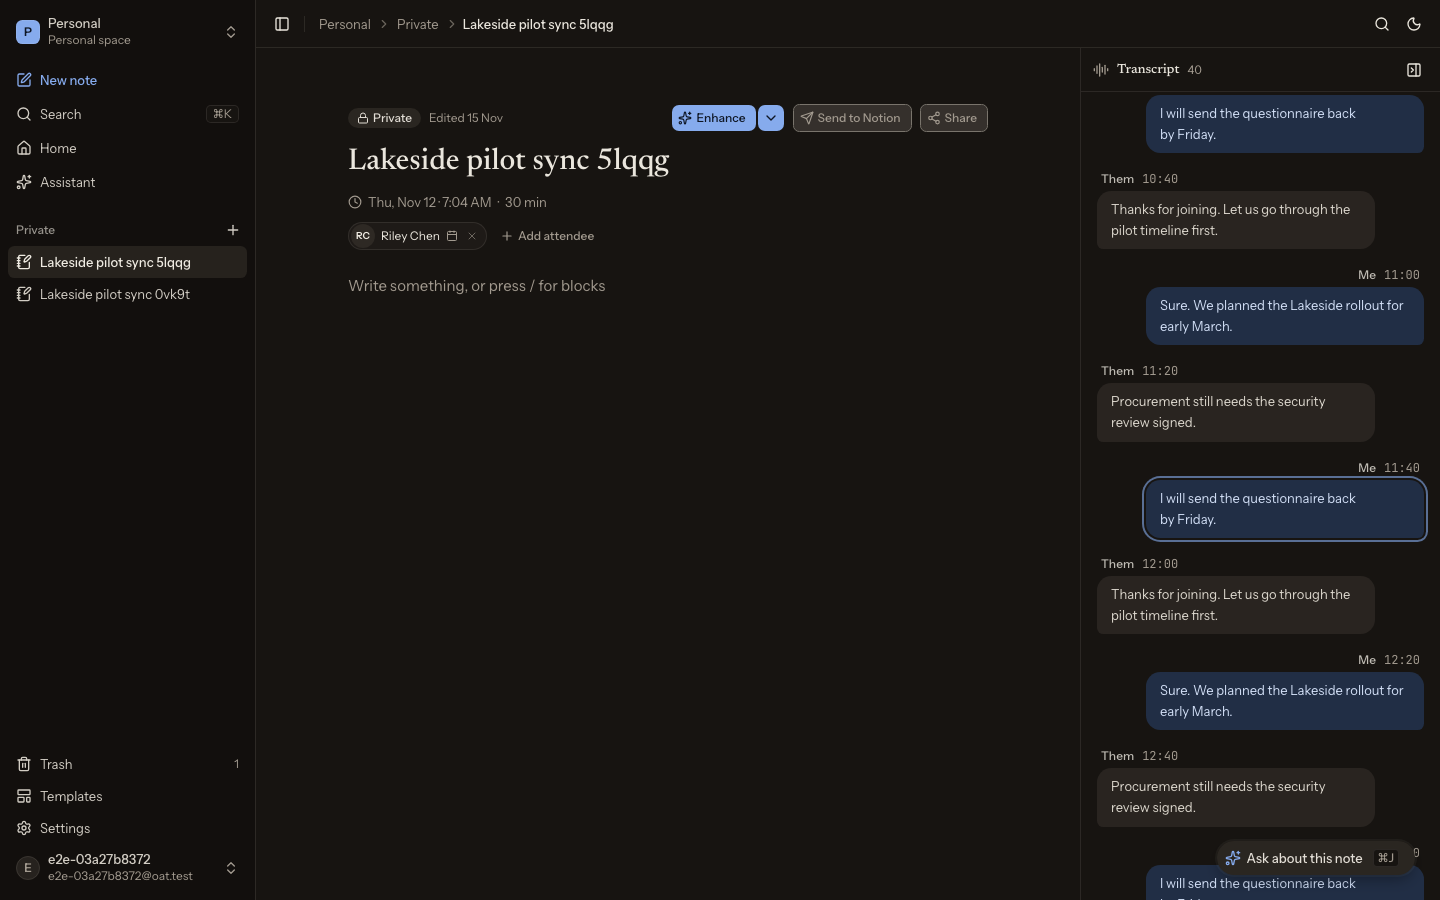 P
Personal
Personal space
New note
Search
⌘K
Home
Assistant
Private
Lakeside pilot sync 5lqqg
Lakeside pilot sync 0vk9t
Trash
1
Templates
Settings
E
e2e-03a27b8372
e2e-03a27b8372@oat.test
Personal
Private
Lakeside pilot sync 5lqqg
Private
Edited 15 Nov
Enhance
Send to Notion
Share
Lakeside pilot sync 5lqqg
Thu, Nov 12 · 7:04 AM · 30 min
RC
Riley Chen
Add attendee
Write something, or press / for blocks
Transcript 40
I will send the questionnaire back
by Friday.
Them 10:40
Thanks for joining. Let us go through the
pilot timeline first.
Me 11:00
Sure. We planned the Lakeside rollout for
early March.
Them 11:20
Procurement still needs the security
review signed.
Me 11:40
I will send the questionnaire back
by Friday.
Them 12:00
Thanks for joining. Let us go through the
pilot timeline first.
Me 12:20
Sure. We planned the Lakeside rollout for
early March.
Them 12:40
Procurement still needs the security
review signed.
Ask about this note ⌘J
I will send the questionnaire back